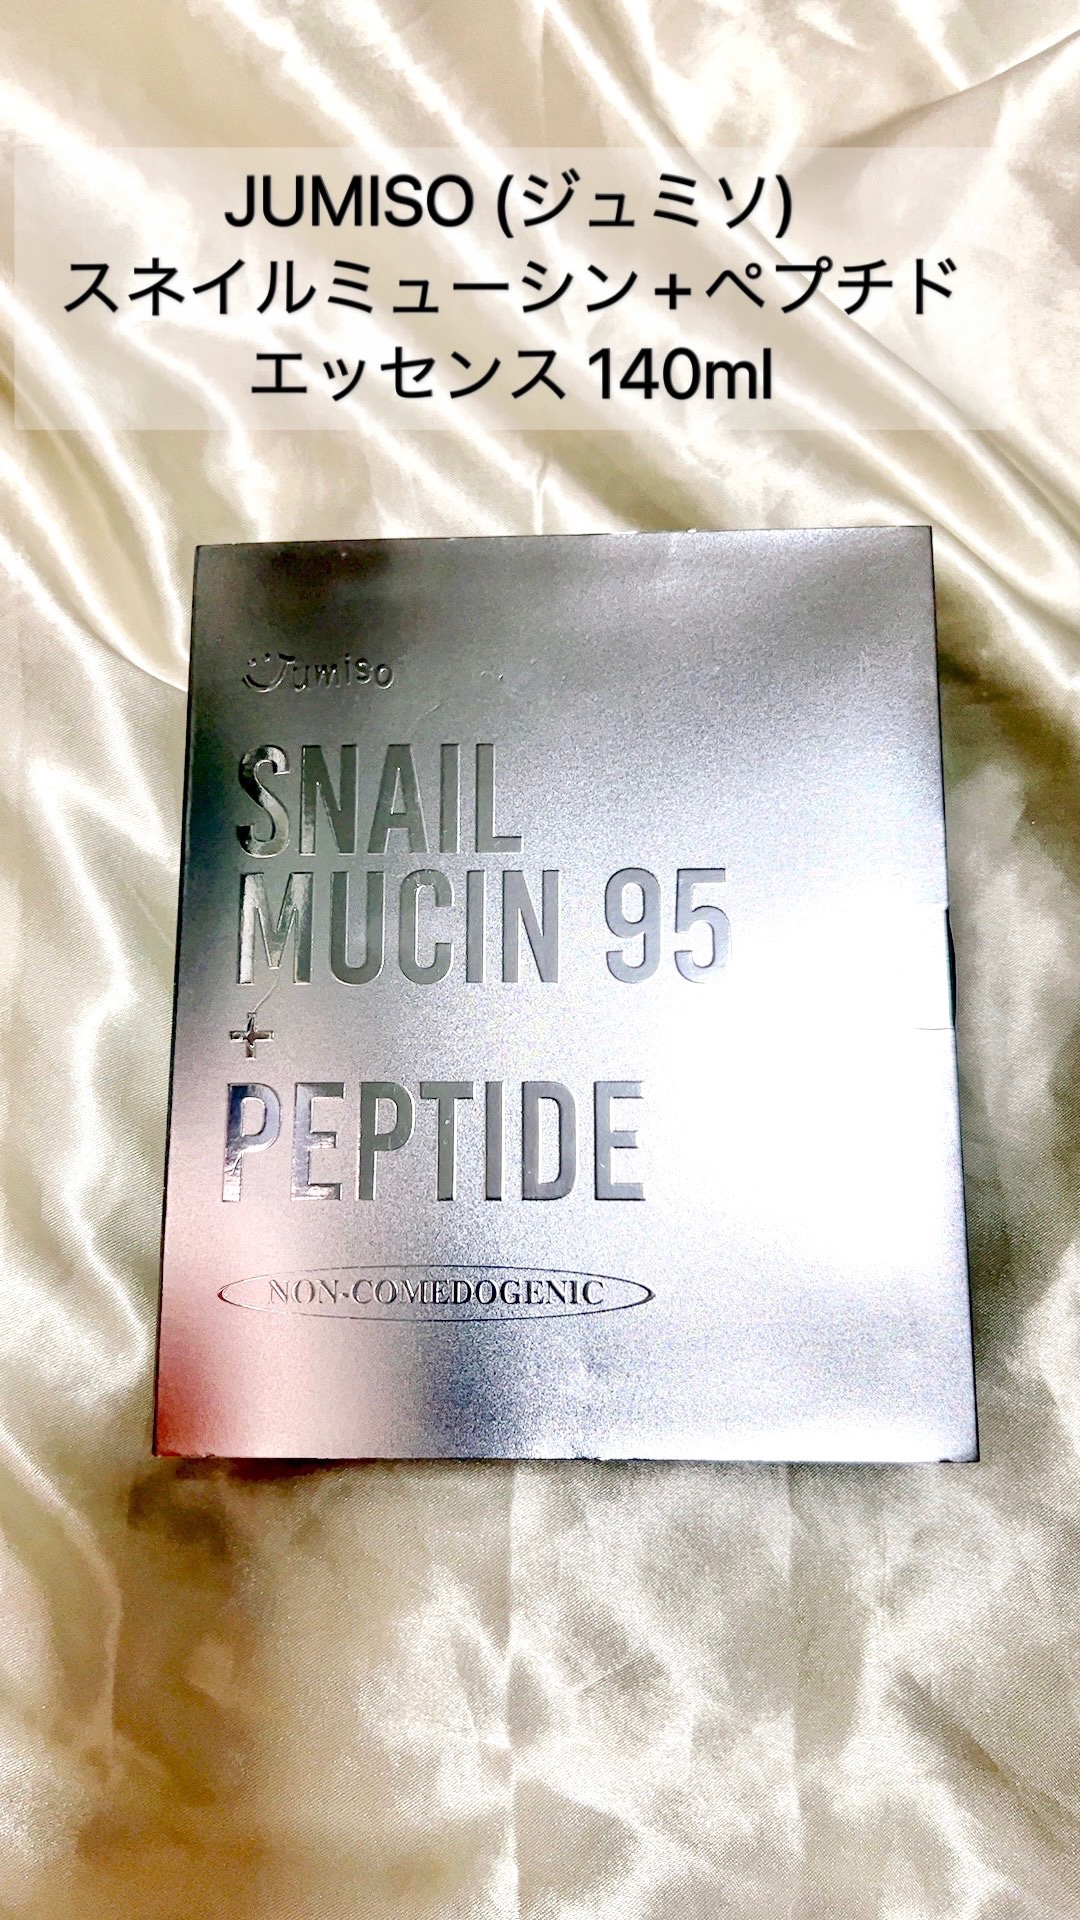 JUMISO (ジュミソ)
スネイルミューシン+ペプチド
エッセンス 140ml
Jumiso
SNAIL
MUCIN 95
+
PEPTIDE
NON-COMEDOGENIC